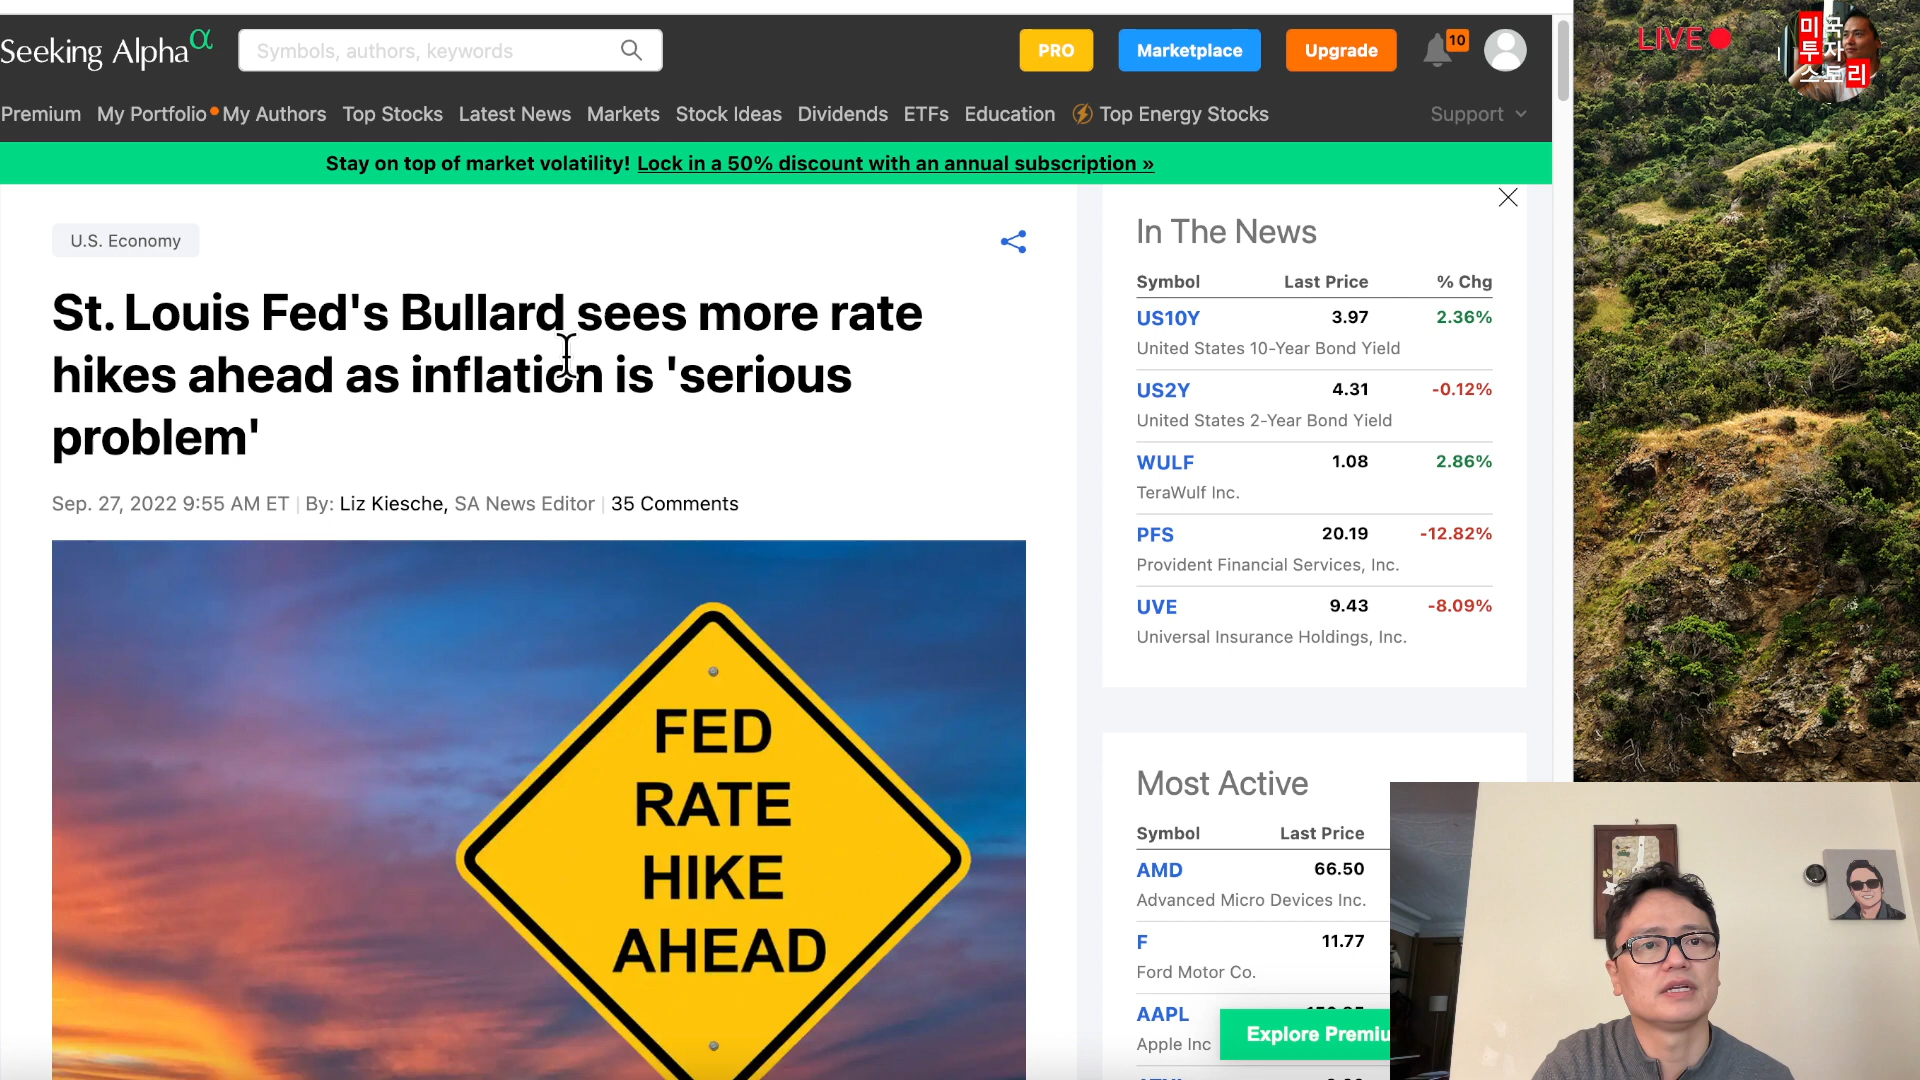 Seeking Alpha α
Symbols, authors, keywords
PRO
Marketplace
Upgrade
10
Premium My Portfolio My Authors Top Stocks Latest News Markets Stock Ideas Dividends ETFs Education Top Energy Stocks Support
Stay on top of market volatility! Lock in a 50% discount with an annual subscription »
U.S. Economy
St. Louis Fed's Bullard sees more rate
hikes ahead as inflation is 'serious
problem'
Sep. 27, 2022 9:55 AM ET | By: Liz Kiesche, SA News Editor | 35 Comments
FED
RATE
HIKE
AHEAD
In The News
Symbol Last Price % Chg
US10Y 3.97 2.36%
United States 10-Year Bond Yield
US2Y 4.31 -0.12%
United States 2-Year Bond Yield
WULF 1.08 2.86%
TeraWulf Inc.
PFS 20.19 -12.82%
Provident Financial Services, Inc.
UVE 9.43 -8.09%
Universal Insurance Holdings, Inc.
Most Active
Symbol Last Price
AMD 66.50
Advanced Micro Devices Inc.
F 11.77
Ford Motor Co.
AAPL
Apple Inc
Explore Premiu
LIVE
미국
투자
스토리